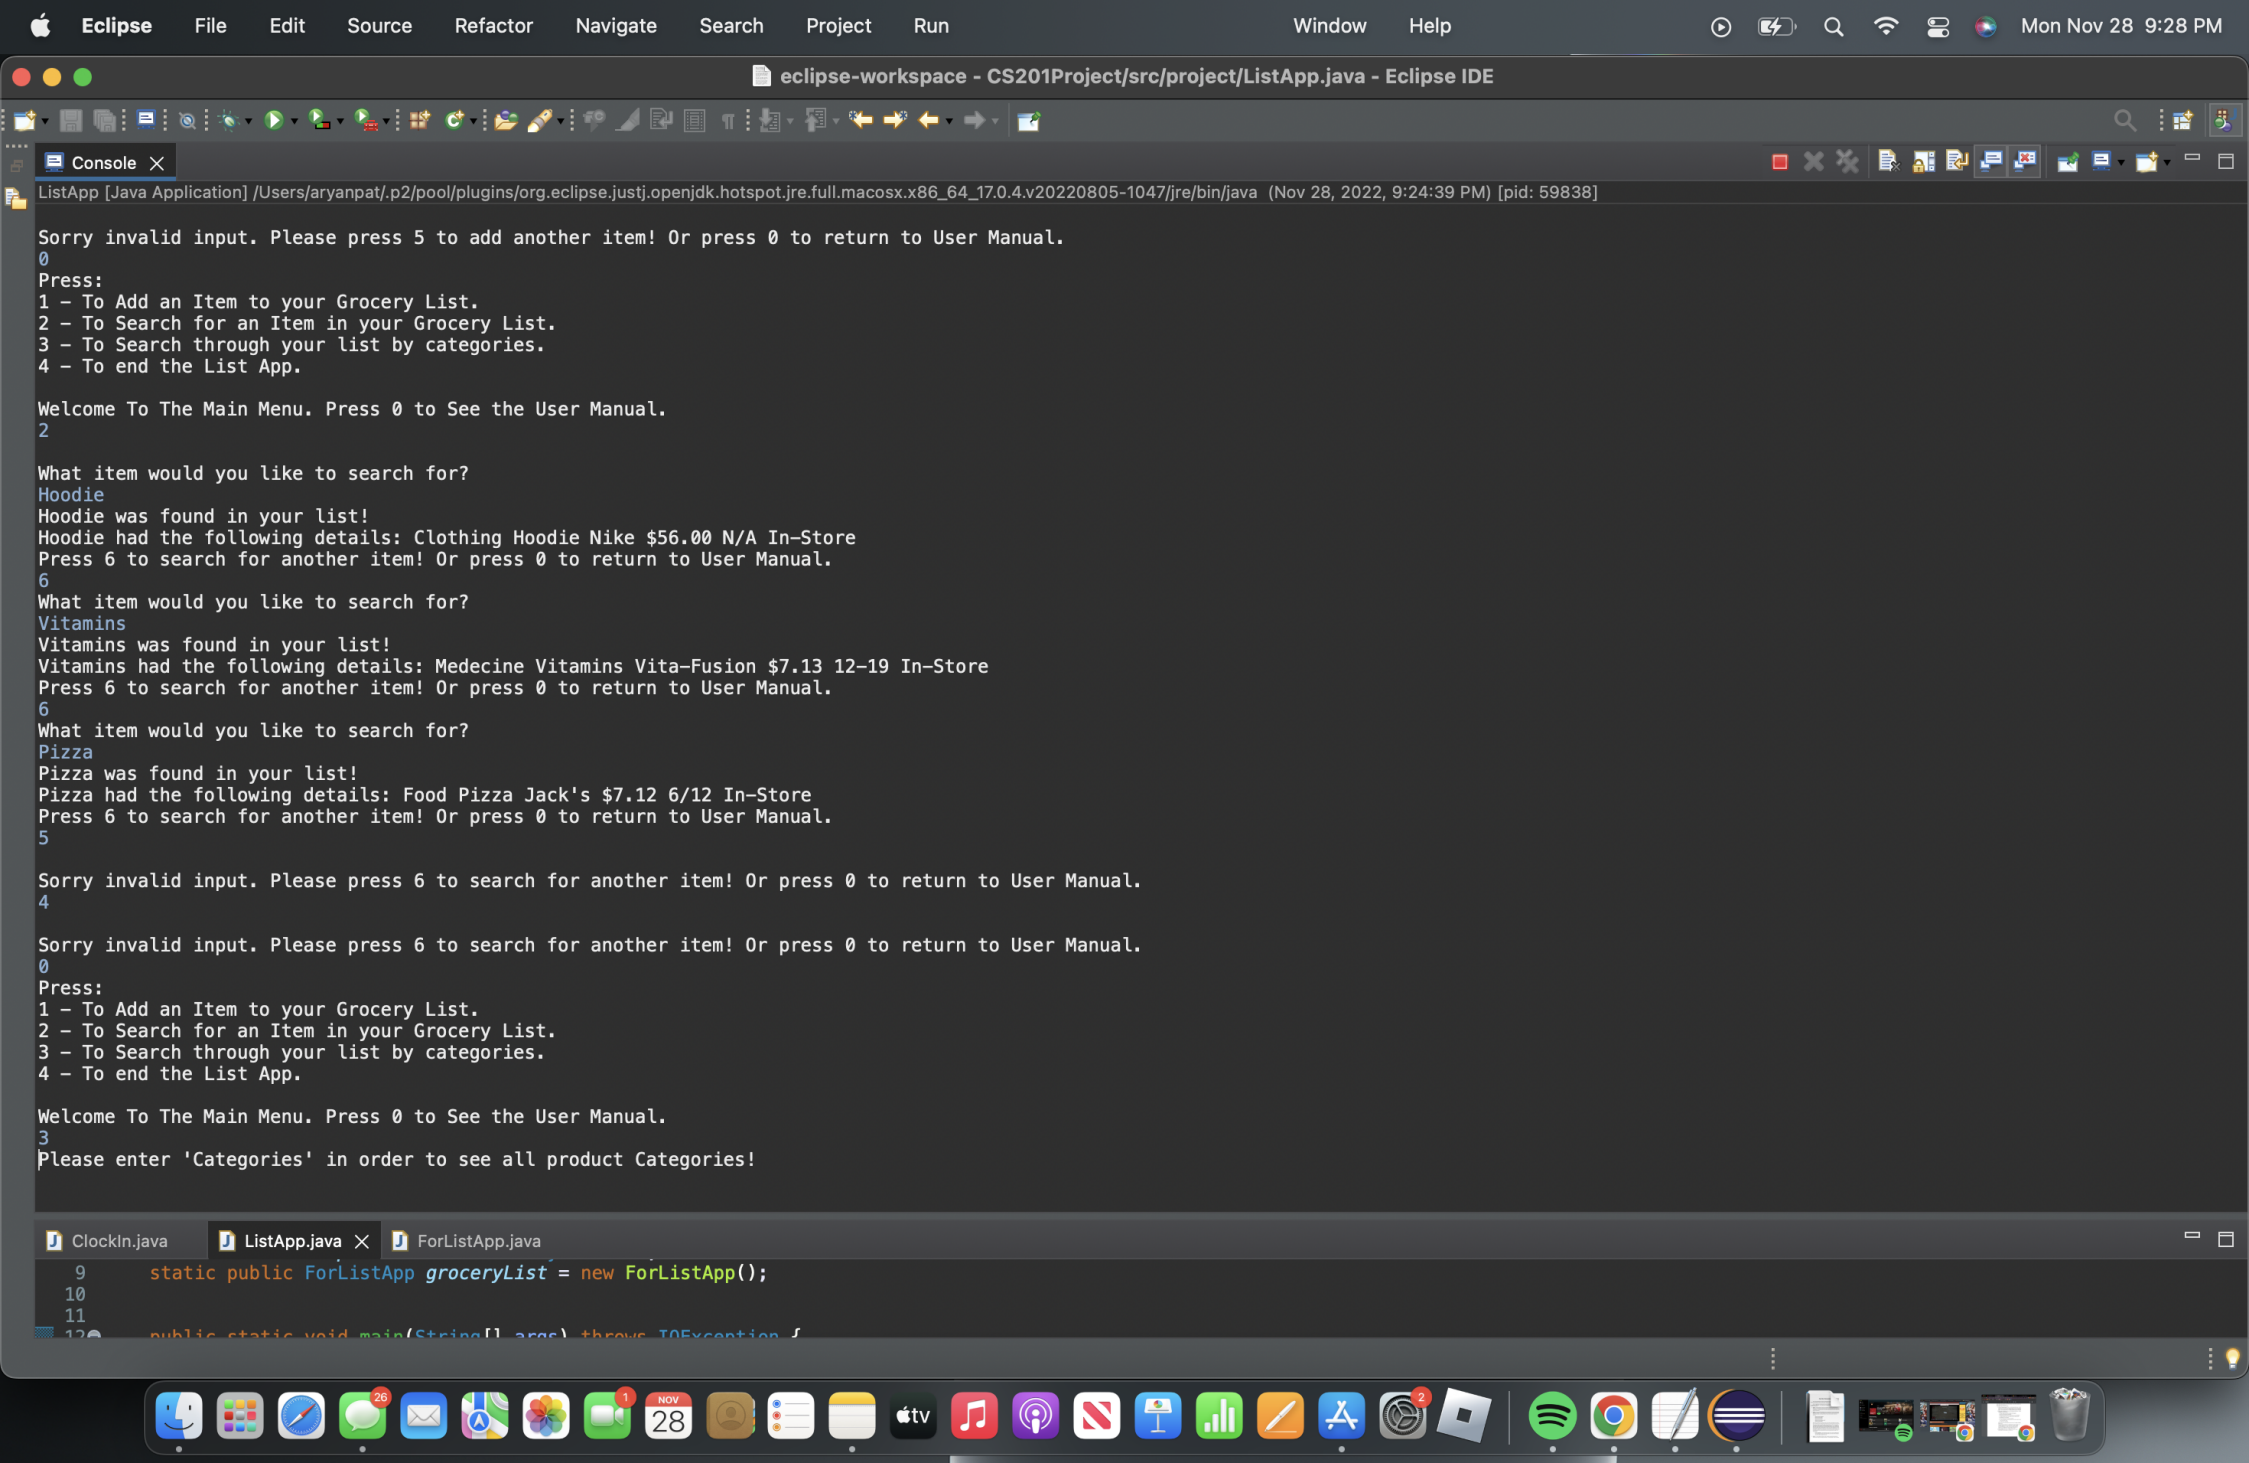 Eclipse File Edit Source Refactor Navigate Search Project Run Window Help Mon Nov 28 9:28 PM
eclipse-workspace - CS201Project/src/project/ListApp.java - Eclipse IDE
Console
ListApp [Java Application] /Users/aryanpat/.p2/pool/plugins/org.eclipse.justj.openjdk.hotspot.jre.full.macosx.x86_64_17.0.4.v20220805-1047/jre/bin/java (Nov 28, 2022, 9:24:39 PM) [pid: 59838]
Sorry invalid input. Please press 5 to add another item! Or press 0 to return to User Manual.
0
Press:
1 - To Add an Item to your Grocery List.
2 - To Search for an Item in your Grocery List.
3 - To Search through your list by categories.
4 - To end the List App.
Welcome To The Main Menu. Press 0 to See the User Manual.
2
What item would you like to search for?
Hoodie
Hoodie was found in your list!
Hoodie had the following details: Clothing Hoodie Nike $56.00 N/A In-Store
Press 6 to search for another item! Or press 0 to return to User Manual.
6
What item would you like to search for?
Vitamins
Vitamins was found in your list!
Vitamins had the following details: Medecine Vitamins Vita-Fusion $7.13 12-19 In-Store
Press 6 to search for another item! Or press 0 to return to User Manual.
6
What item would you like to search for?
Pizza
Pizza was found in your list!
Pizza had the following details: Food Pizza Jack's $7.12 6/12 In-Store
Press 6 to search for another item! Or press 0 to return to User Manual.
5
Sorry invalid input. Please press 6 to search for another item! Or press 0 to return to User Manual.
4
Sorry invalid input. Please press 6 to search for another item! Or press 0 to return to User Manual.
0
Press:
1 - To Add an Item to your Grocery List.
2 - To Search for an Item in your Grocery List.
3 - To Search through your list by categories.
4 - To end the List App.
Welcome To The Main Menu. Press 0 to See the User Manual.
3
Please enter 'Categories' in order to see all product Categories!
ClockIn.java ListApp.java ForListApp.java
9 static public ForListApp groceryList = new ForListApp();
10
11
12 public static void main(String[] args) throws IOException {
26 1 NOV 28 tv 2